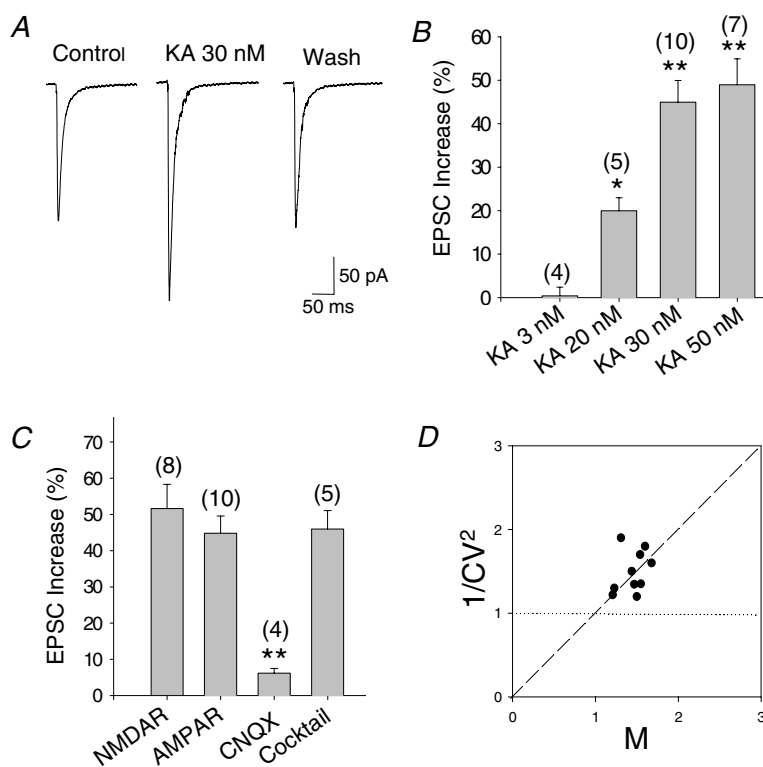 A
Control
KA 30 nM
Wash
50 pA
50 ms
B
EPSC Increase (%)
60
50
40
30
20
10
0
(4)
(5)
*
(10)
**
(7)
**
KA 3 nM
KA 20 nM
KA 30 nM
KA 50 nM
C
EPSC Increase (%)
70
60
50
40
30
20
10
0
(8)
(10)
(4)
**
(5)
NMDAR
AMPAR
CNQX
Cocktail
D
1/CV²
3
2
1
0
0
1
2
3
M